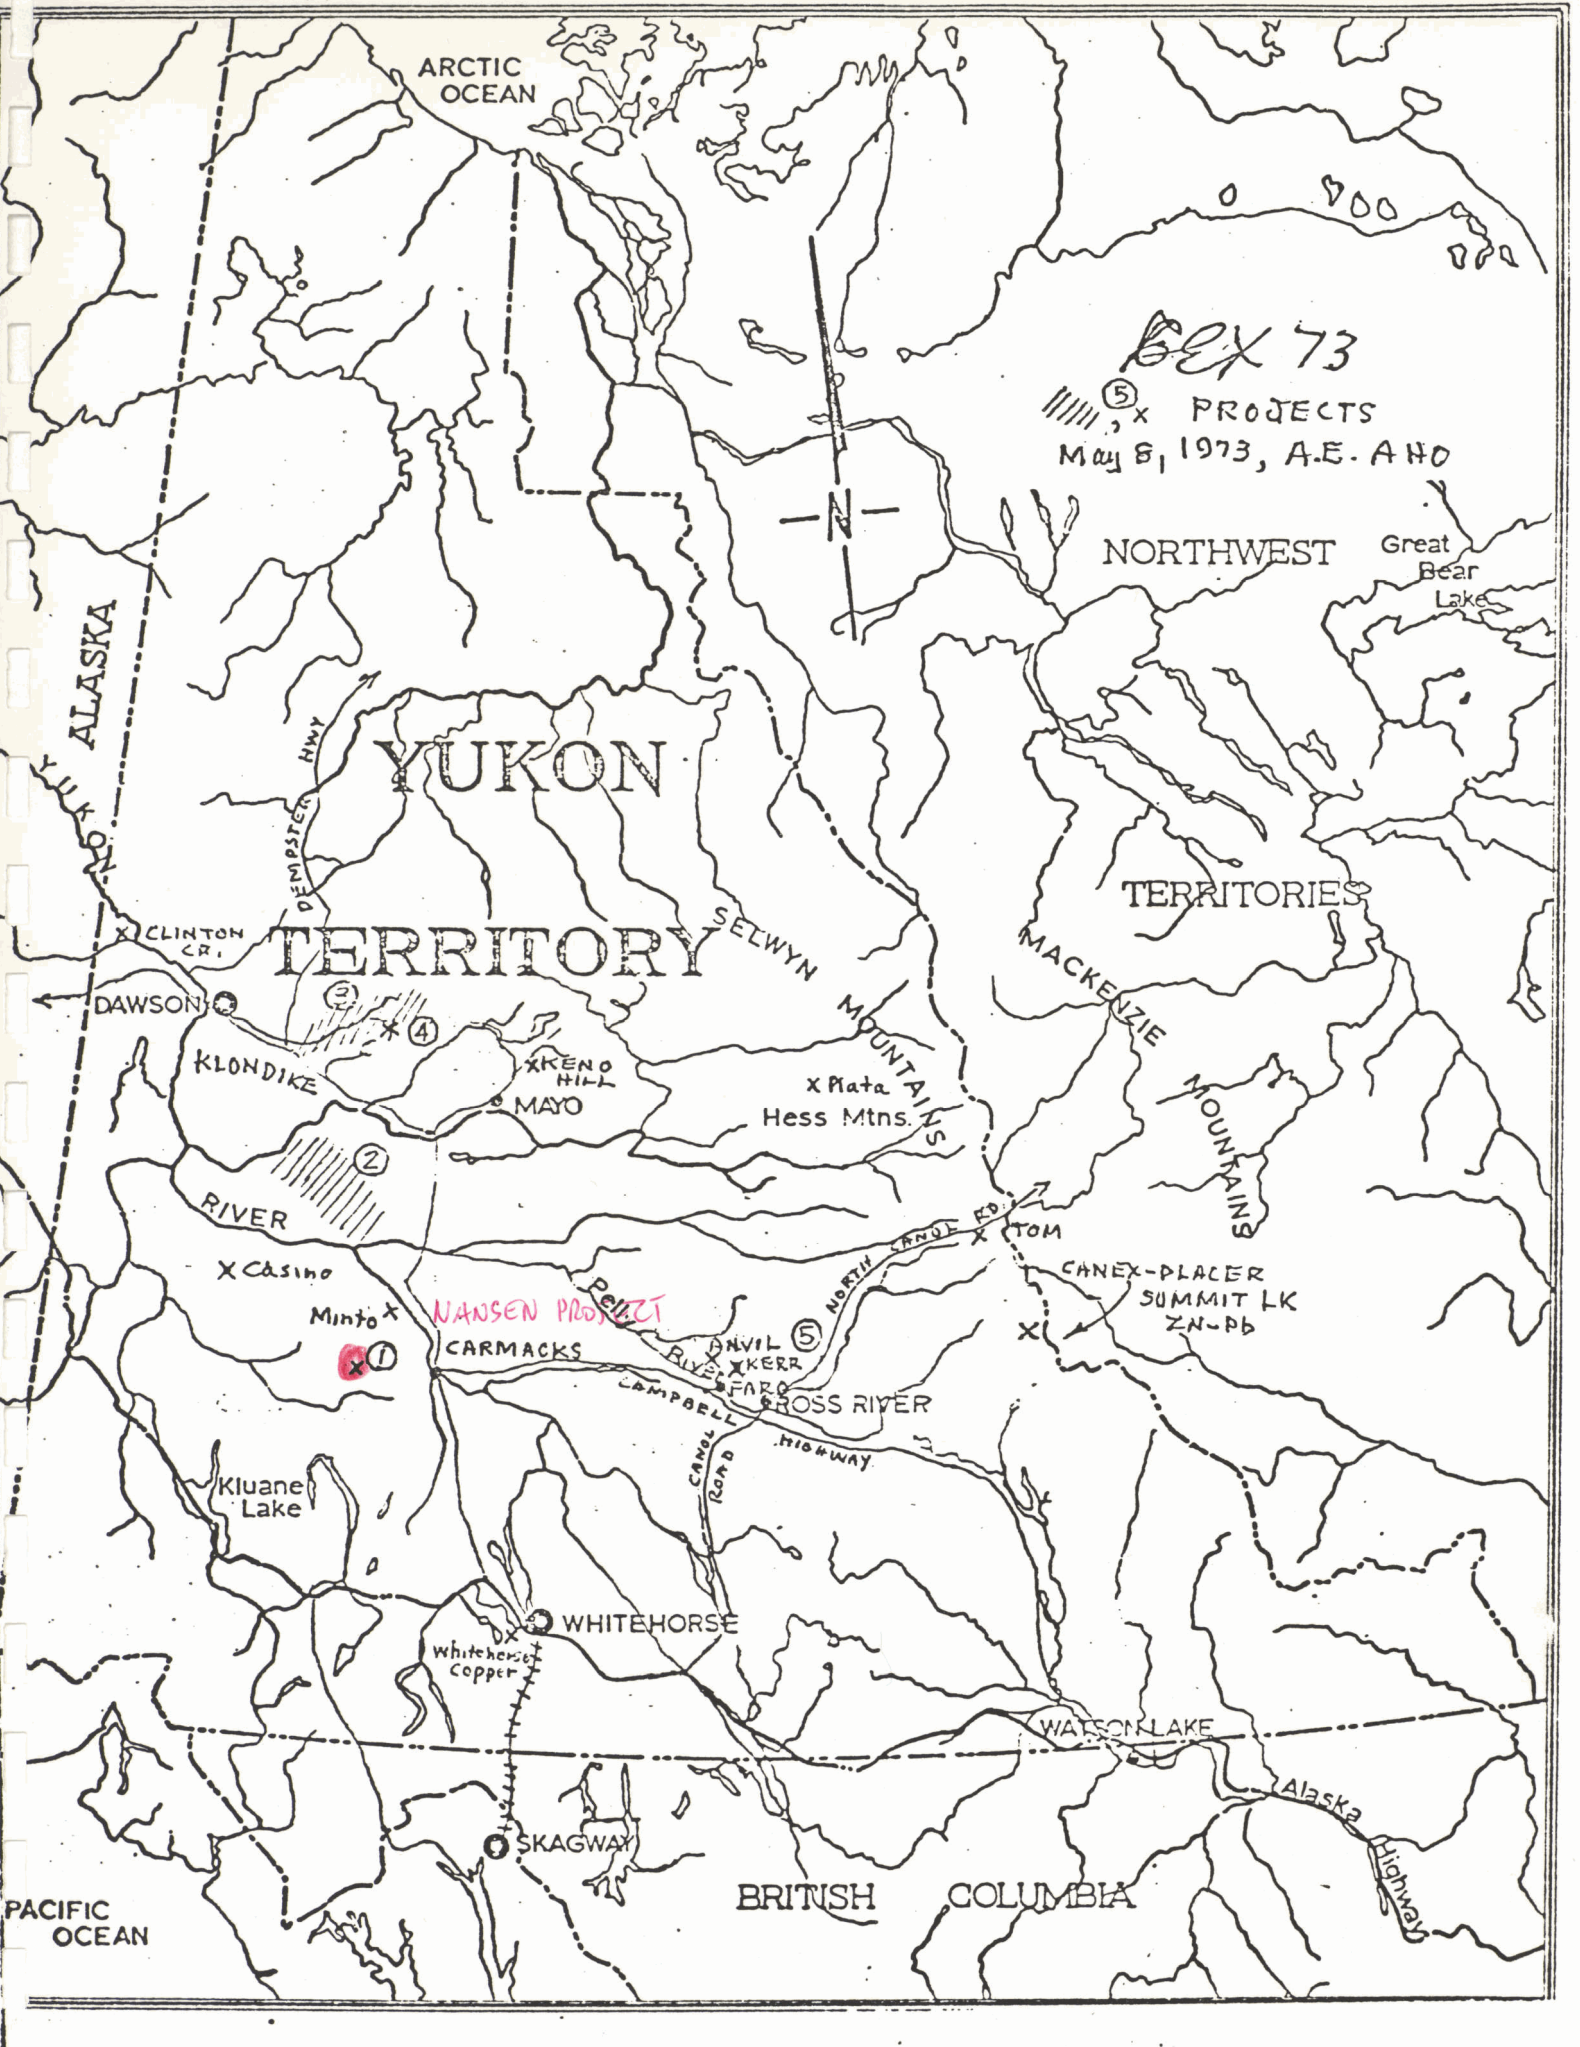 ARCTIC
OCEAN
GEX 73
⑤
, x PROJECTS
May 8, 1973, A.E. AHO
N
NORTHWEST
Great
Bear
Lake
ALASKA
YUKON
DEMPSTER HWY
YUKON
TERRITORIES
SELWYN
MOUNTAINS
x CLINTON
CR.
TERRITORY
MACKENZIE
MOUNTAINS
DAWSON
③
x ④
KLONDIKE
x KENO
HILL
MAYO
x Plata
Hess Mtns.
②
RIVER
NORTH CANOL RD.
x TOM
x Casino
CANEX-PLACER
SUMMIT LK
ZN-Pb
x
Pelly
River
Minto x
NANSEN PROJECT
x ①
CARMACKS
ANVIL
x
⑤
x KERR
FARO
ROSS RIVER
CAMPBELL
HIGHWAY
CANOL
ROAD
Kluane
Lake
WHITEHORSE
x
Whitehorse
Copper
WATSON LAKE
Alaska
Highway
SKAGWAY
BRITISH COLUMBIA
PACIFIC
OCEAN